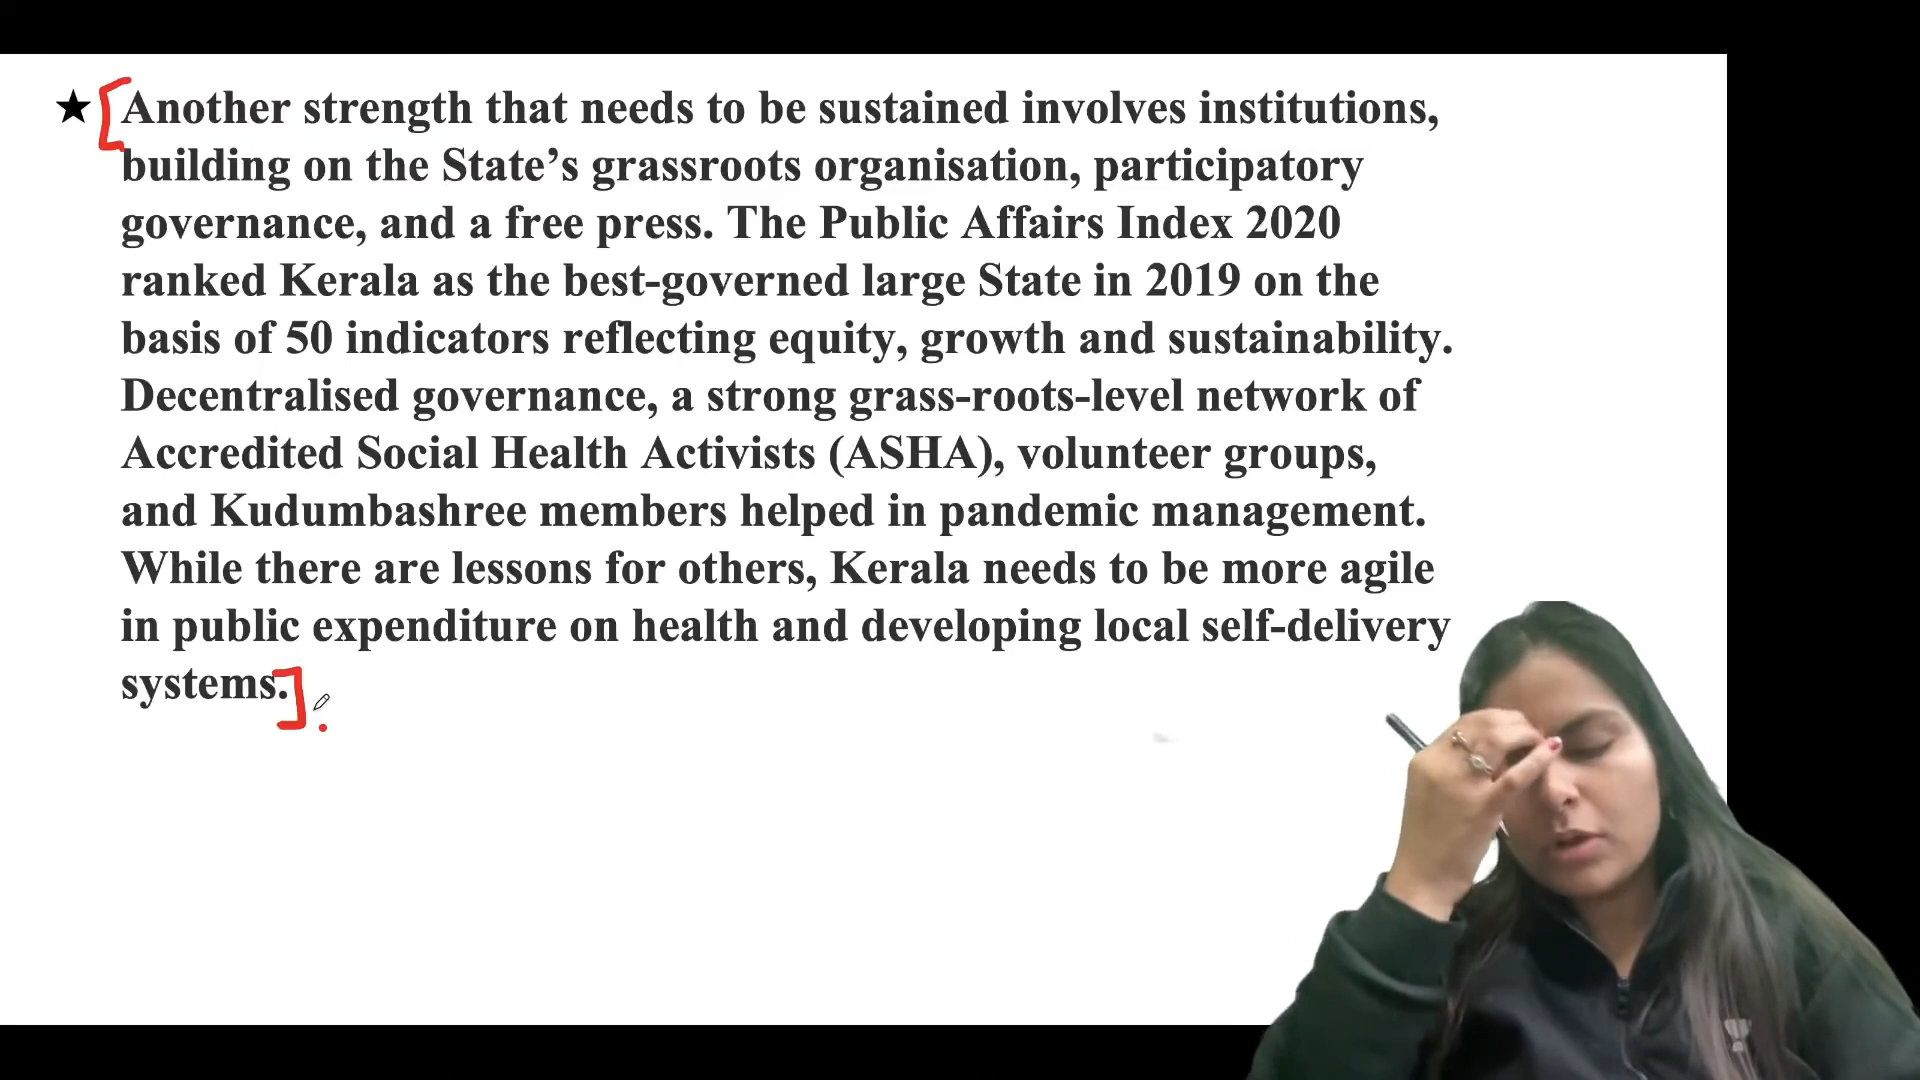 ★ Another strength that needs to be sustained involves institutions,
building on the State’s grassroots organisation, participatory
governance, and a free press. The Public Affairs Index 2020
ranked Kerala as the best-governed large State in 2019 on the
basis of 50 indicators reflecting equity, growth and sustainability.
Decentralised governance, a strong grass-roots-level network of
Accredited Social Health Activists (ASHA), volunteer groups,
and Kudumbashree members helped in pandemic management.
While there are lessons for others, Kerala needs to be more agile
in public expenditure on health and developing local self-delivery
systems.